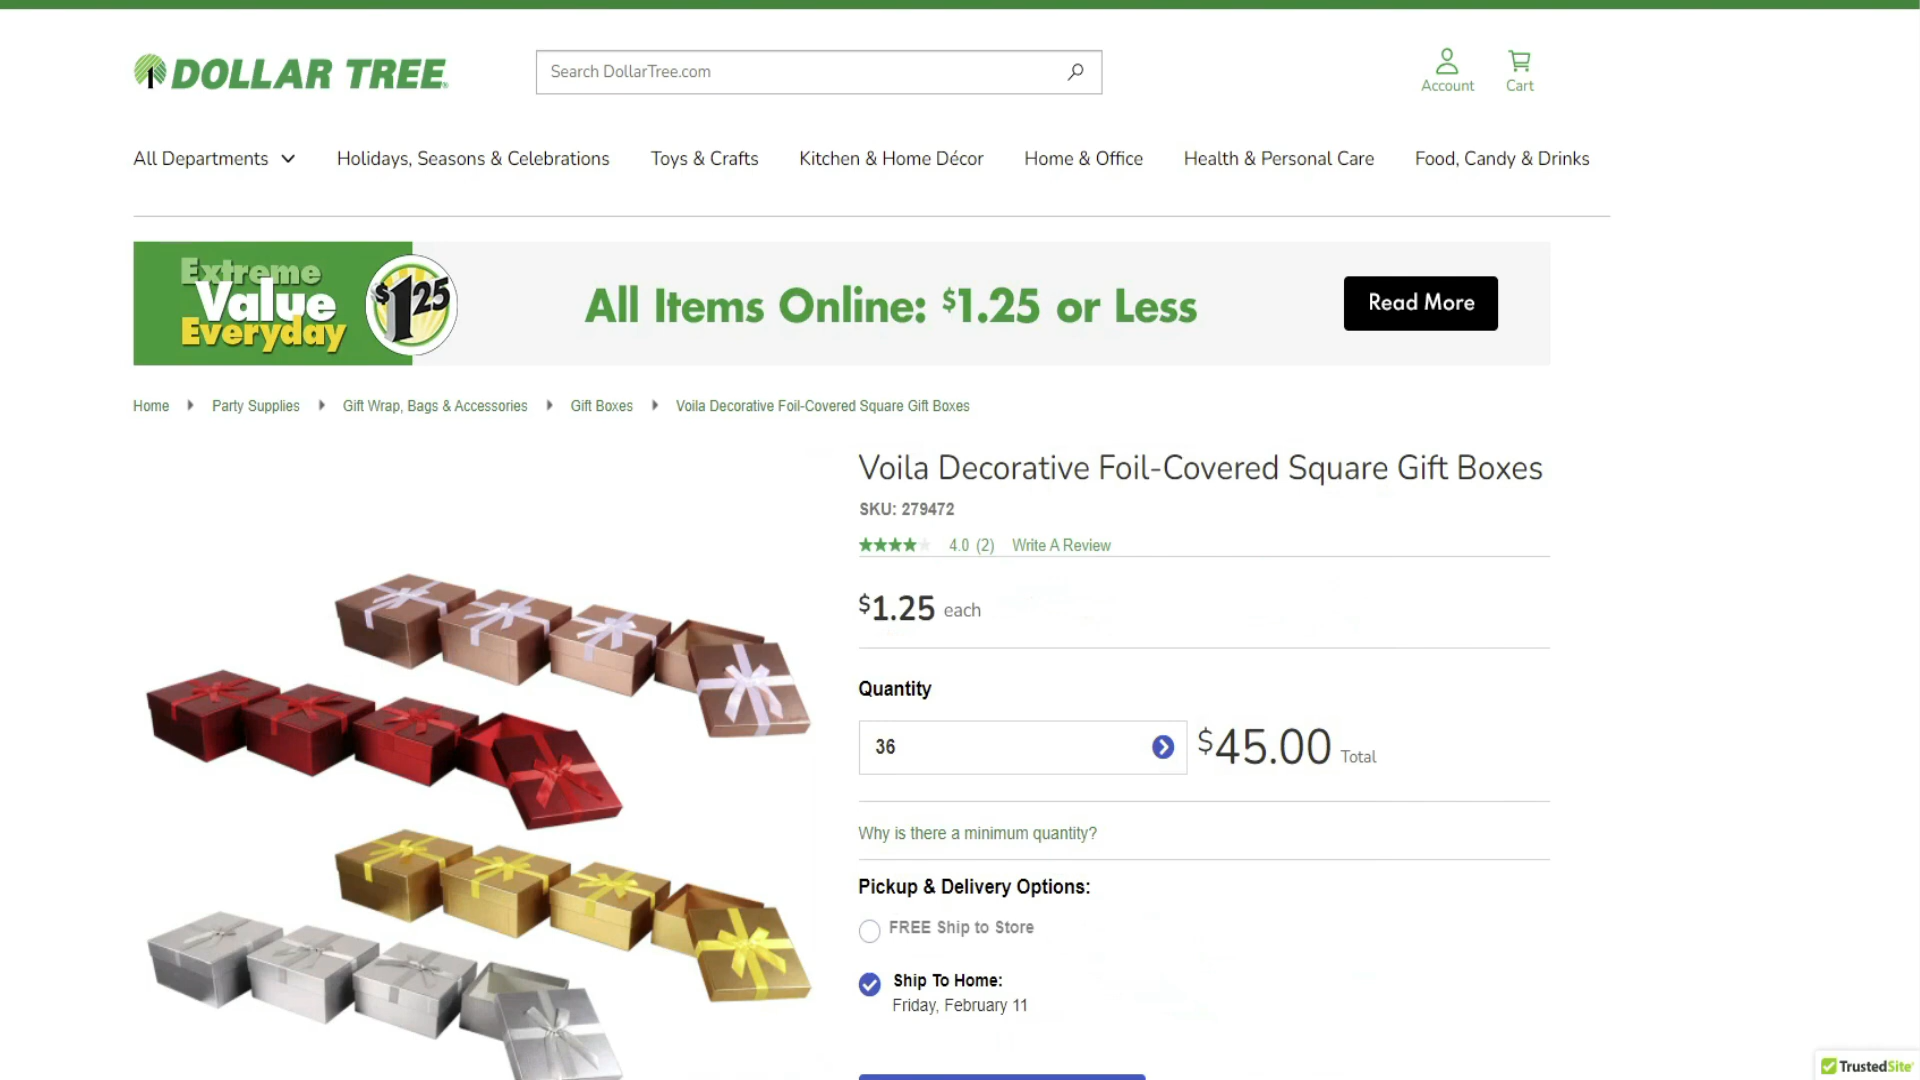 DOLLAR TREE
Search DollarTree.com
Account
Cart
All Departments
Holidays, Seasons & Celebrations
Toys & Crafts
Kitchen & Home Décor
Home & Office
Health & Personal Care
Food, Candy & Drinks
Extreme
Value
Everyday
$1.25
All Items Online: $1.25 or Less
Read More
Home
Party Supplies
Gift Wrap, Bags & Accessories
Gift Boxes
Voila Decorative Foil-Covered Square Gift Boxes
Voila Decorative Foil-Covered Square Gift Boxes
SKU: 279472
4.0 (2) Write A Review
$1.25 each
Quantity
36
$45.00 Total
Why is there a minimum quantity?
Pickup & Delivery Options:
FREE Ship to Store
Ship To Home:
Friday, February 11
TrustedSite